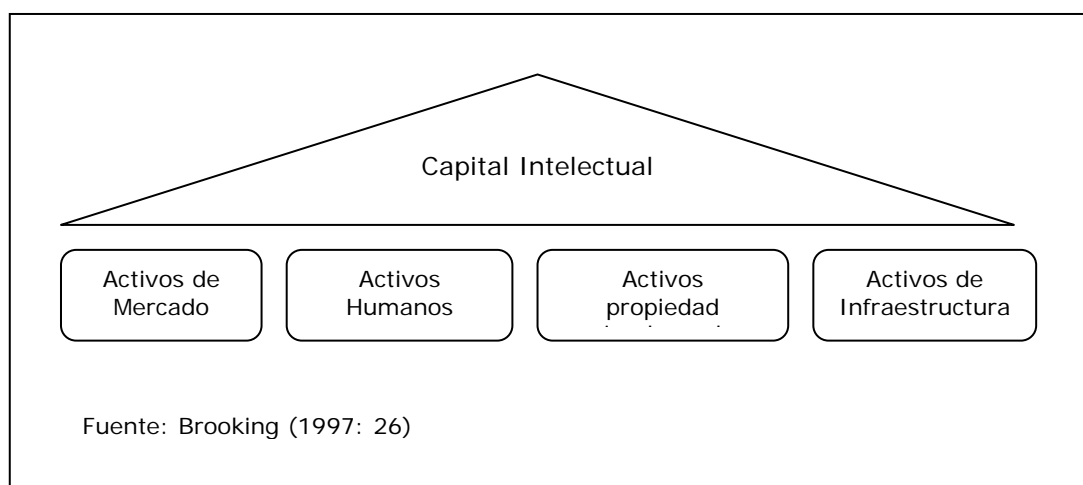 Capital Intelectual
Activos de
Mercado
Activos
Humanos
Activos
propiedad
Activos de
Infraestructura
Fuente: Brooking (1997: 26)